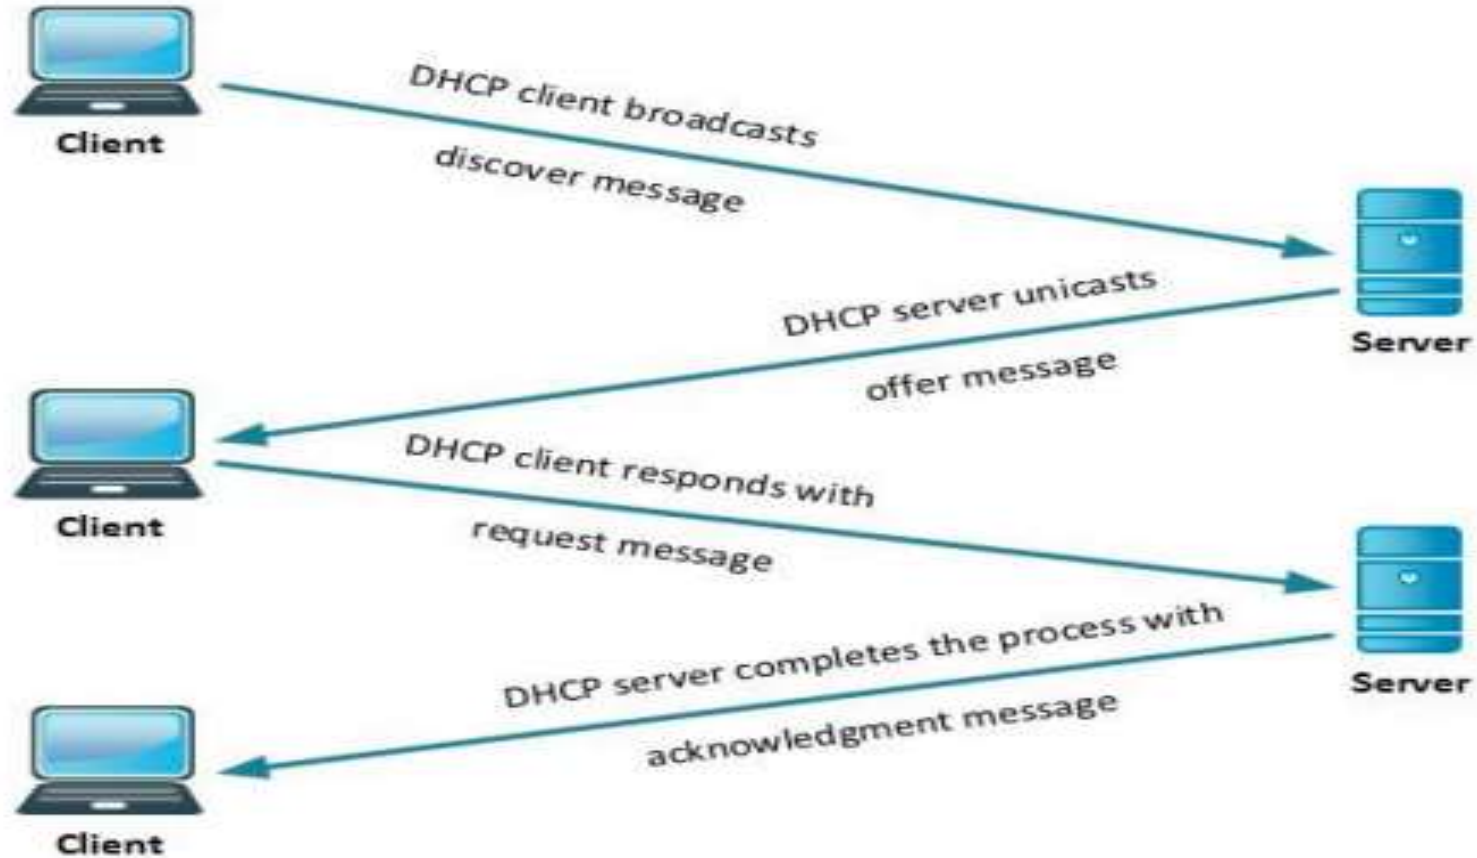 DHCP client broadcasts
discover message
Client
DHCP server unicasts
offer message
Server
DHCP client responds with
request message
Client
DHCP server completes the process with
acknowledgment message
Server
Client